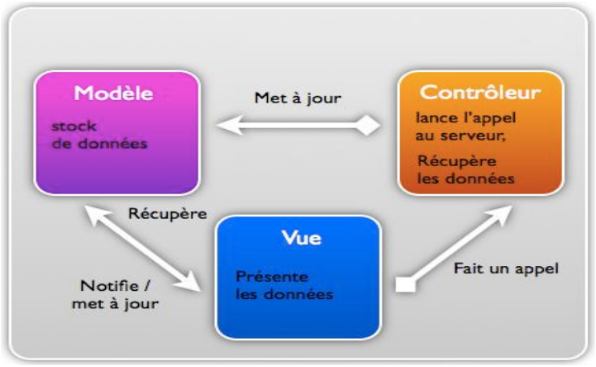 Modèle
stock
de données
Met à jour
Contrôleur
lance l'appel
au serveur,
Récupère
les données
Récupère
Vue
Présente
les données
Notifie /
met à jour
Fait un appel